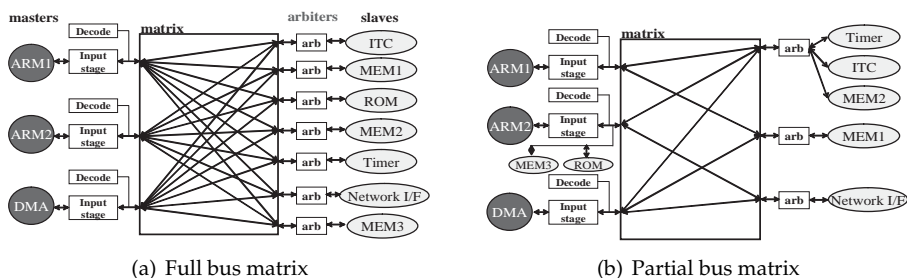 masters
matrix
arbiters
slaves
Decode
ARM1
Input
stage
arb
ITC
arb
MEM1
Decode
arb
ROM
ARM2
Input
stage
arb
MEM2
arb
Timer
Decode
DMA
Input
stage
arb
Network I/F
arb
MEM3
(a) Full bus matrix
Decode
matrix
ARM1
Input
stage
arb
Timer
ITC
MEM2
Decode
ARM2
Input
stage
arb
MEM1
MEM3
ROM
Decode
DMA
Input
stage
arb
Network I/F
(b) Partial bus matrix